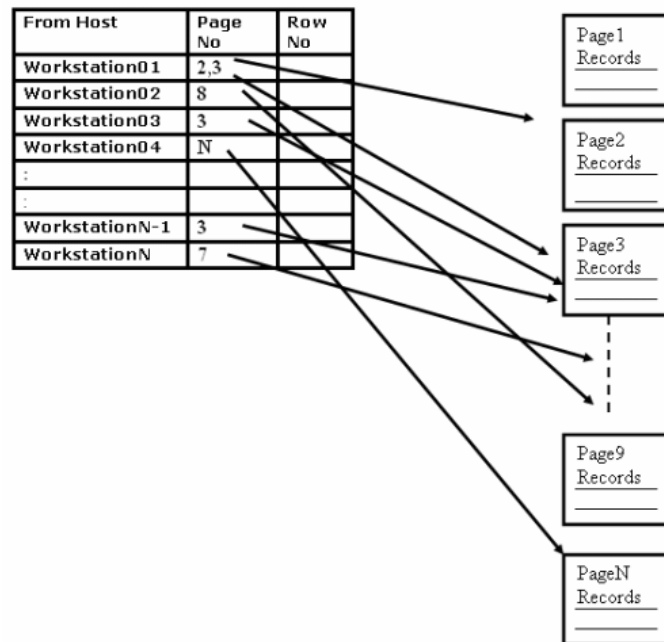 From Host Page No Row No
Workstation01 2,3
Workstation02 8
Workstation03 3
Workstation04 N
:
:
WorkstationN-1 3
WorkstationN 7
Page1
Records
Page2
Records
Page3
Records
Page9
Records
PageN
Records